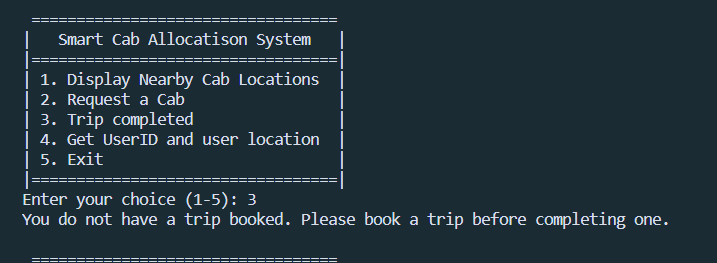 ==================================
|   Smart Cab Allocatison System   |
|==================================|
| 1. Display Nearby Cab Locations  |
| 2. Request a Cab                 |
| 3. Trip completed                |
| 4. Get UserID and user location  |
| 5. Exit                          |
|==================================|
Enter your choice (1-5): 3
You do not have a trip booked. Please book a trip before completing one.
==================================